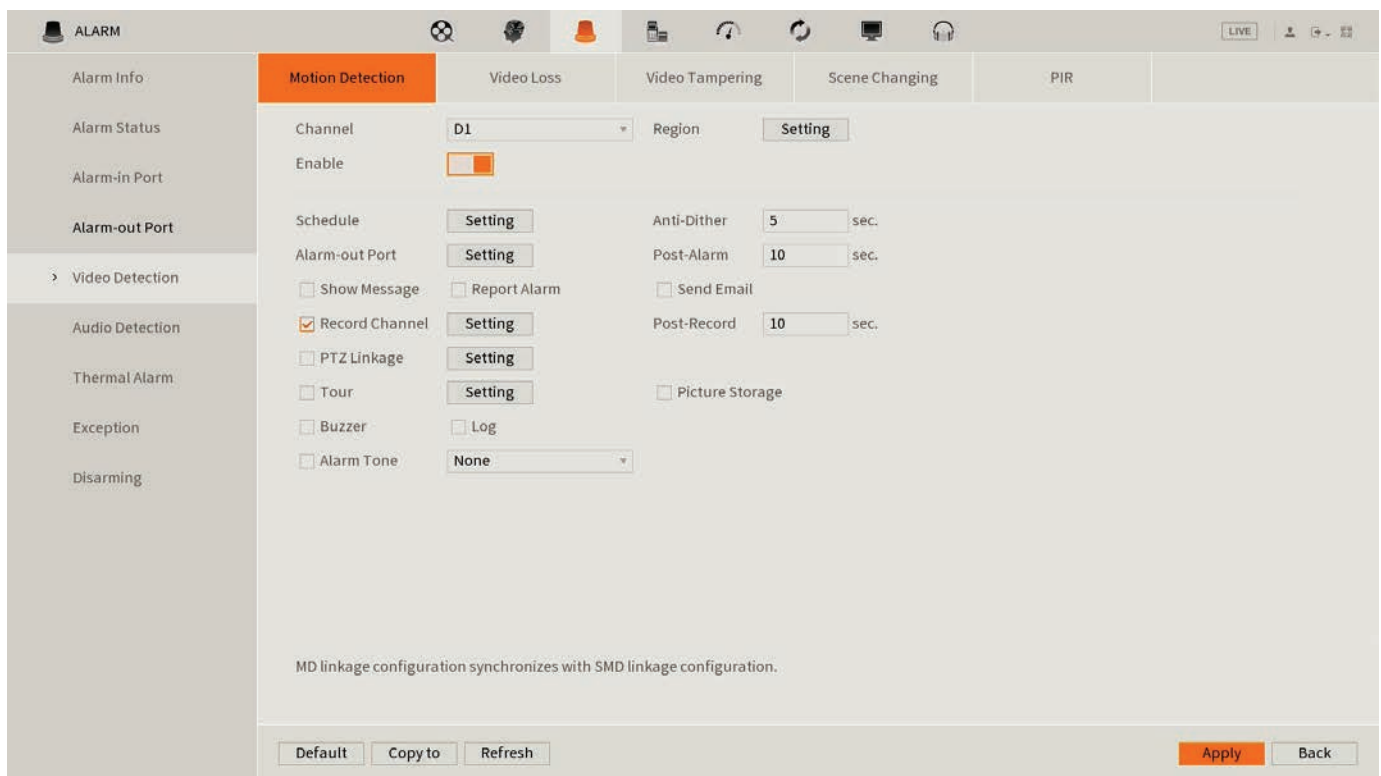 ALARM
LIVE
Alarm Info
Alarm Status
Alarm-in Port
Alarm-out Port
> Video Detection
Audio Detection
Thermal Alarm
Exception
Disarming
Motion Detection Video Loss Video Tampering Scene Changing PIR
Channel D1 Region Setting
Enable
Schedule Setting Anti-Dither 5 sec.
Alarm-out Port Setting Post-Alarm 10 sec.
Show Message Report Alarm Send Email
Record Channel Setting Post-Record 10 sec.
PTZ Linkage Setting
Tour Setting Picture Storage
Buzzer Log
Alarm Tone None
MD linkage configuration synchronizes with SMD linkage configuration.
Default Copy to Refresh Apply Back